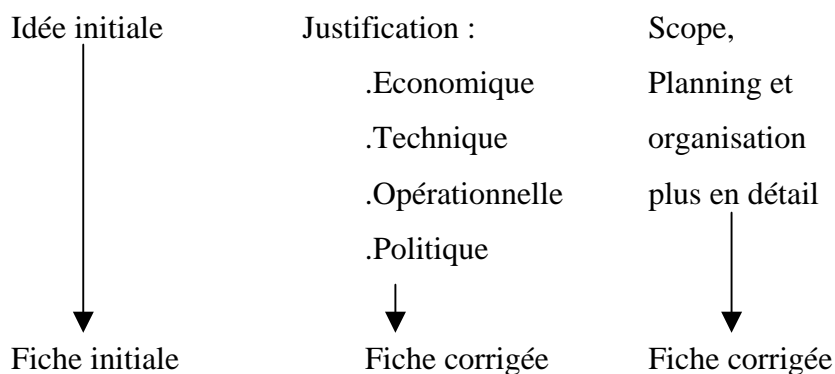 Idée initiale
Justification :
.Economique
.Technique
.Opérationnelle
.Politique
Scope,
Planning et
organisation
plus en détail
Fiche initiale
Fiche corrigée
Fiche corrigée